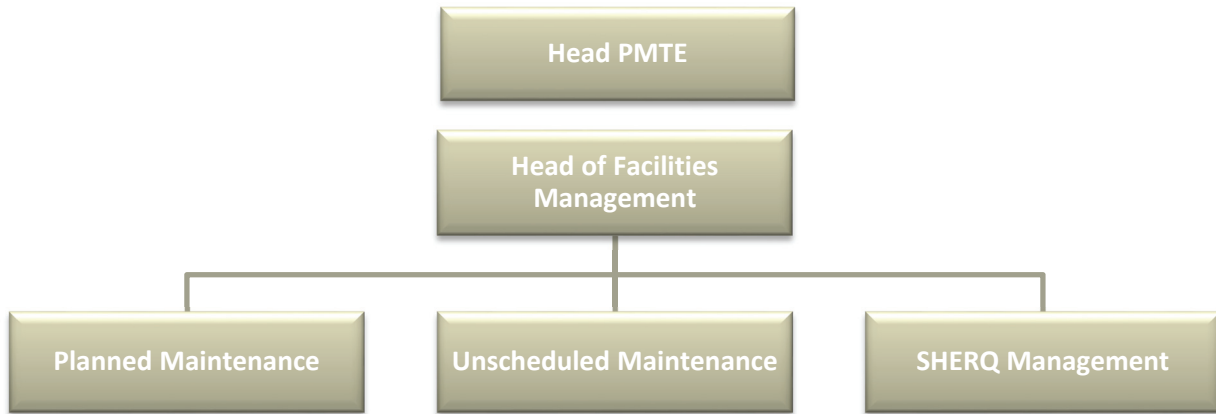 Head PMTE
Head of Facilities
Management
Planned Maintenance
Unscheduled Maintenance
SHERQ Management